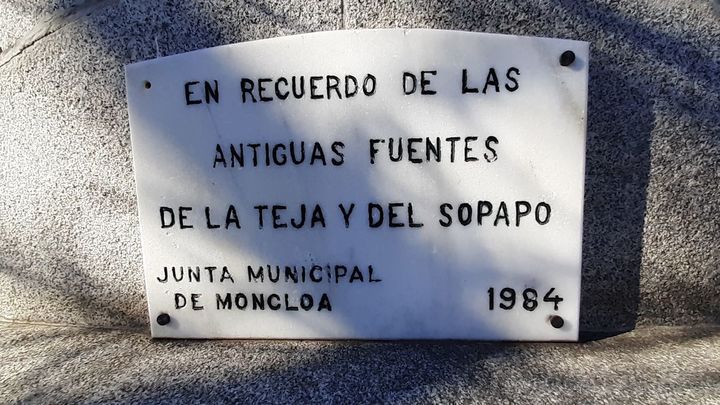 EN RECUERDO DE LAS
ANTIGUAS FUENTES
DE LA TEJA Y DEL SOPAPO
JUNTA MUNICIPAL
DE MONCLOA 1984